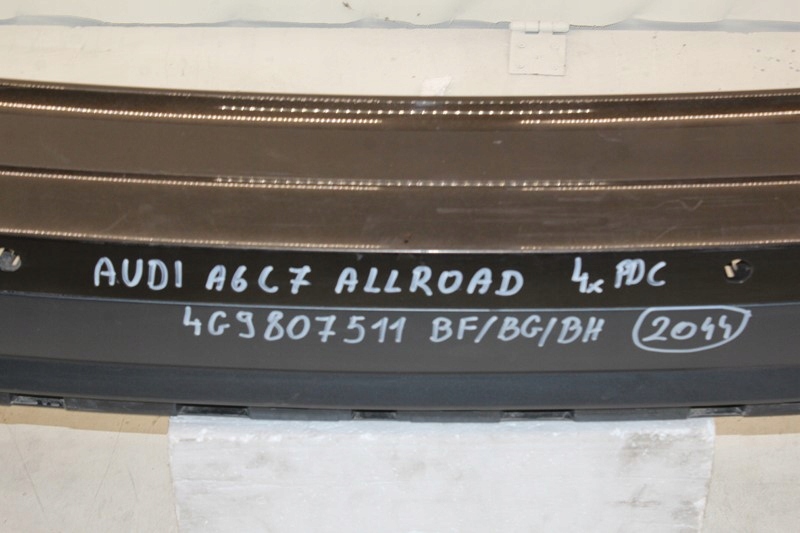 AUDI A6C7 ALLROAD 4x PDC
4G9807511 BF/BG/BH 2044